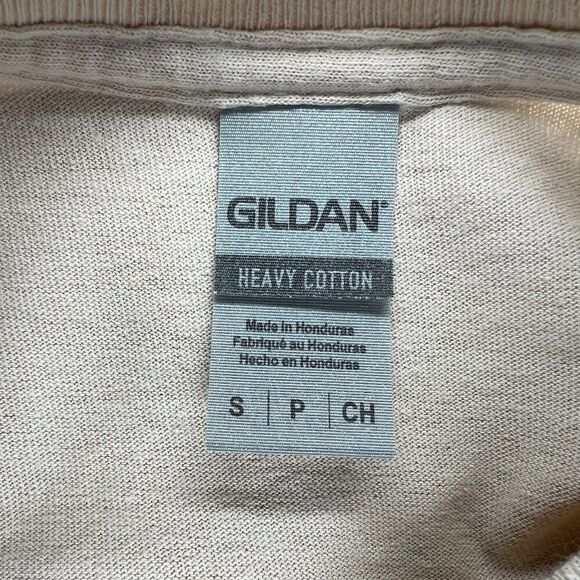 GILDAN®
HEAVY COTTON
Made in Honduras
Fabriqué au Honduras
Hecho en Honduras
S | P | CH